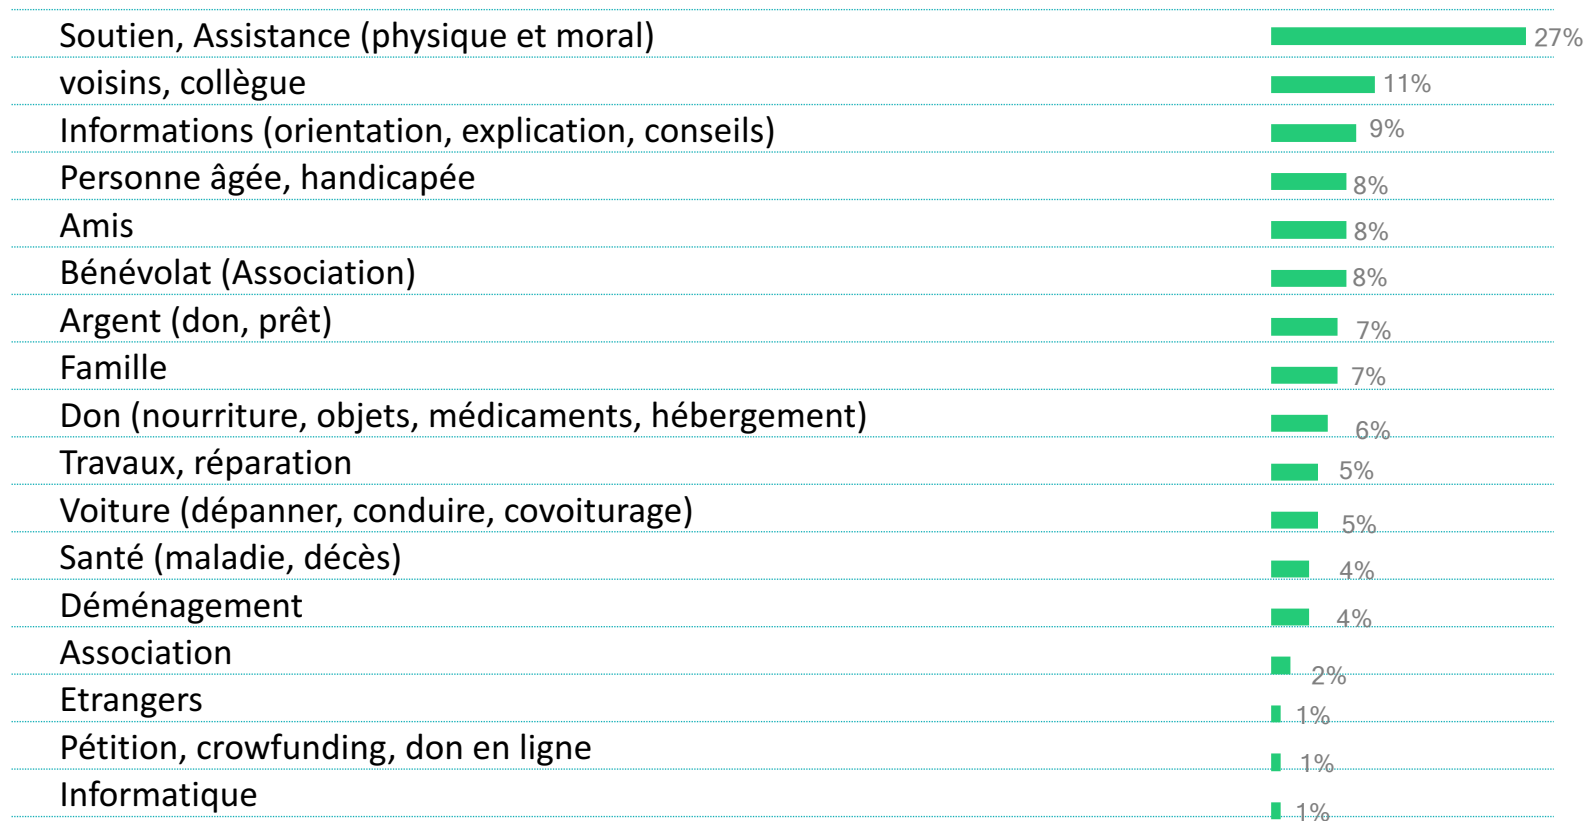 Soutien, Assistance (physique et moral) 27%
voisins, collègue 11%
Informations (orientation, explication, conseils) 9%
Personne âgée, handicapée 8%
Amis 8%
Bénévolat (Association) 8%
Argent (don, prêt) 7%
Famille 7%
Don (nourriture, objets, médicaments, hébergement) 6%
Travaux, réparation 5%
Voiture (dépanner, conduire, covoiturage) 5%
Santé (maladie, décès) 4%
Déménagement 4%
Association 2%
Etrangers 1%
Pétition, crowfunding, don en ligne 1%
Informatique 1%